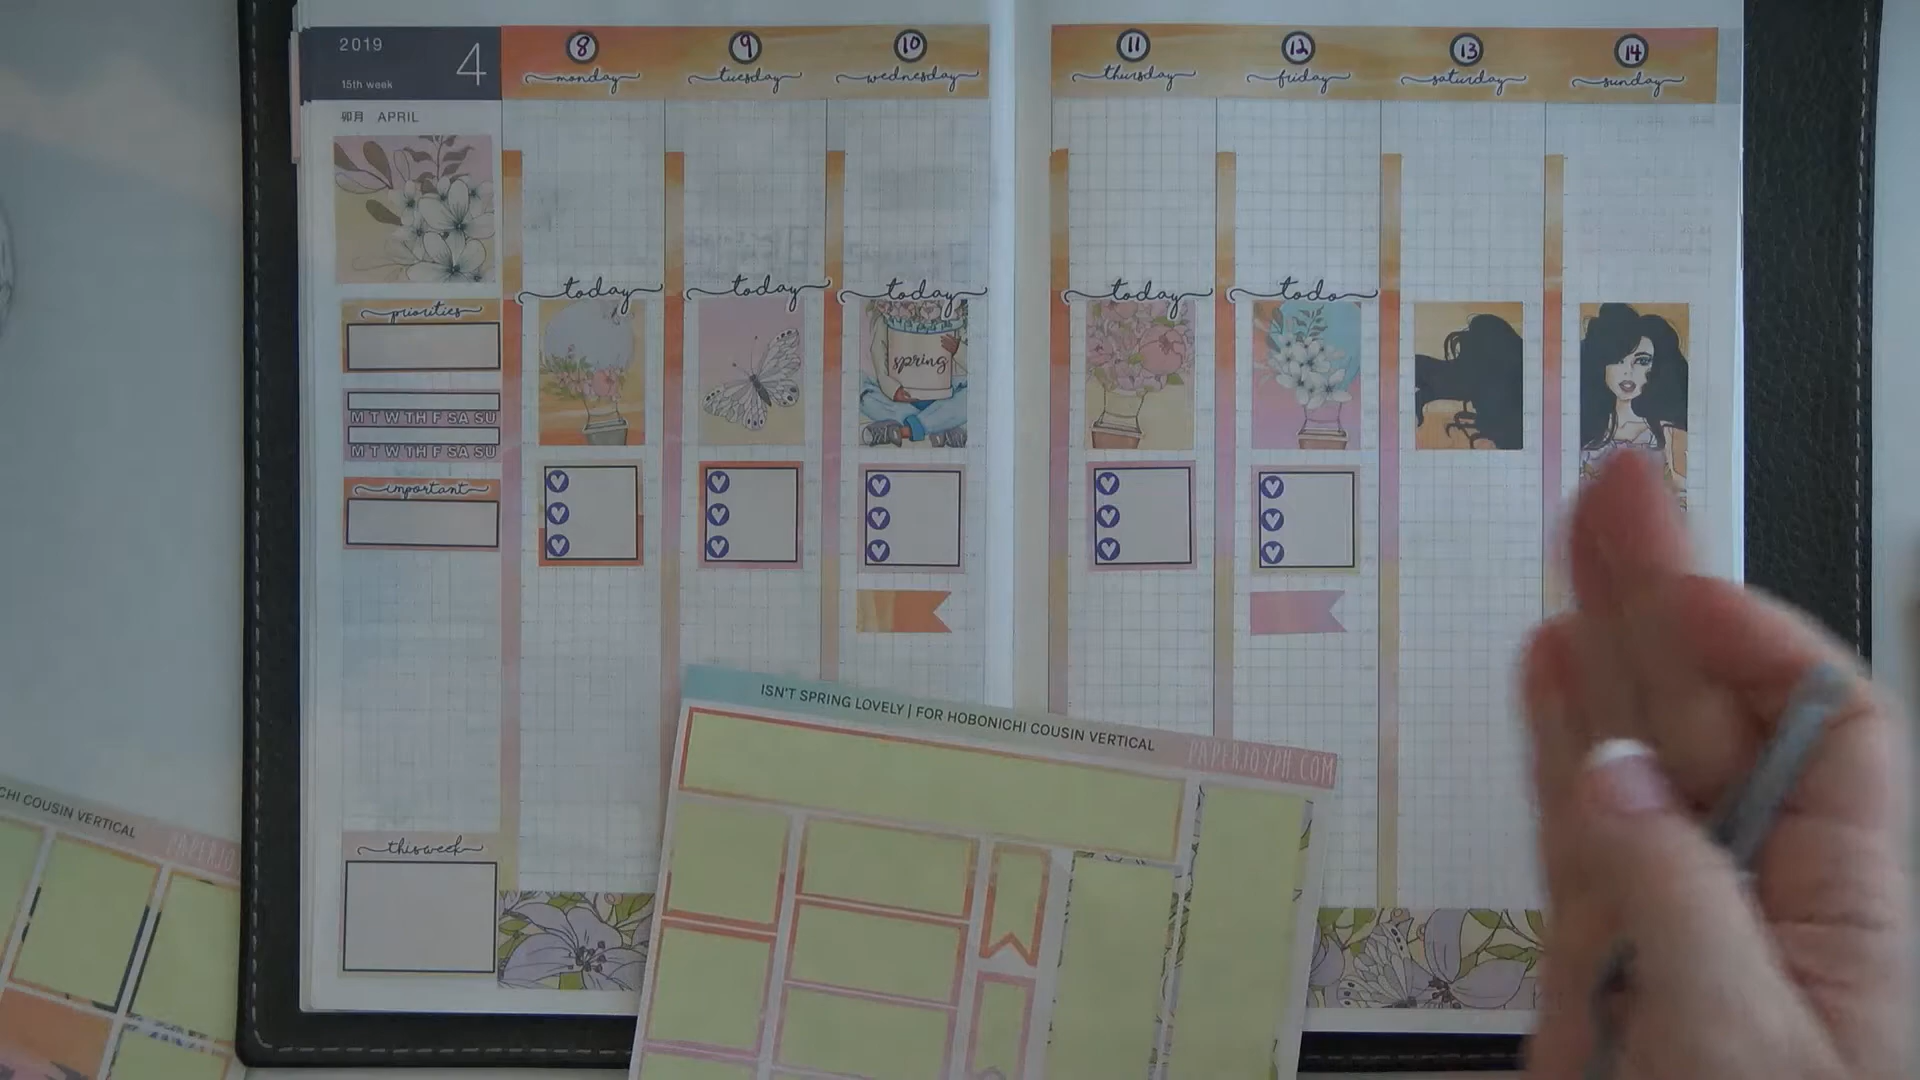 2019 4
15th week
卯月 APRIL
8 9 10 11 12 13 14
monday tuesday wednesday thursday friday saturday sunday
priorities
M T W TH F SA SU
M T W TH F SA SU
important
this week
today today today today todo
spring
ISN'T SPRING LOVELY | FOR HOBONICHI COUSIN VERTICAL PAPERJOYPH.COM
CHI COUSIN VERTICAL PAPERJO